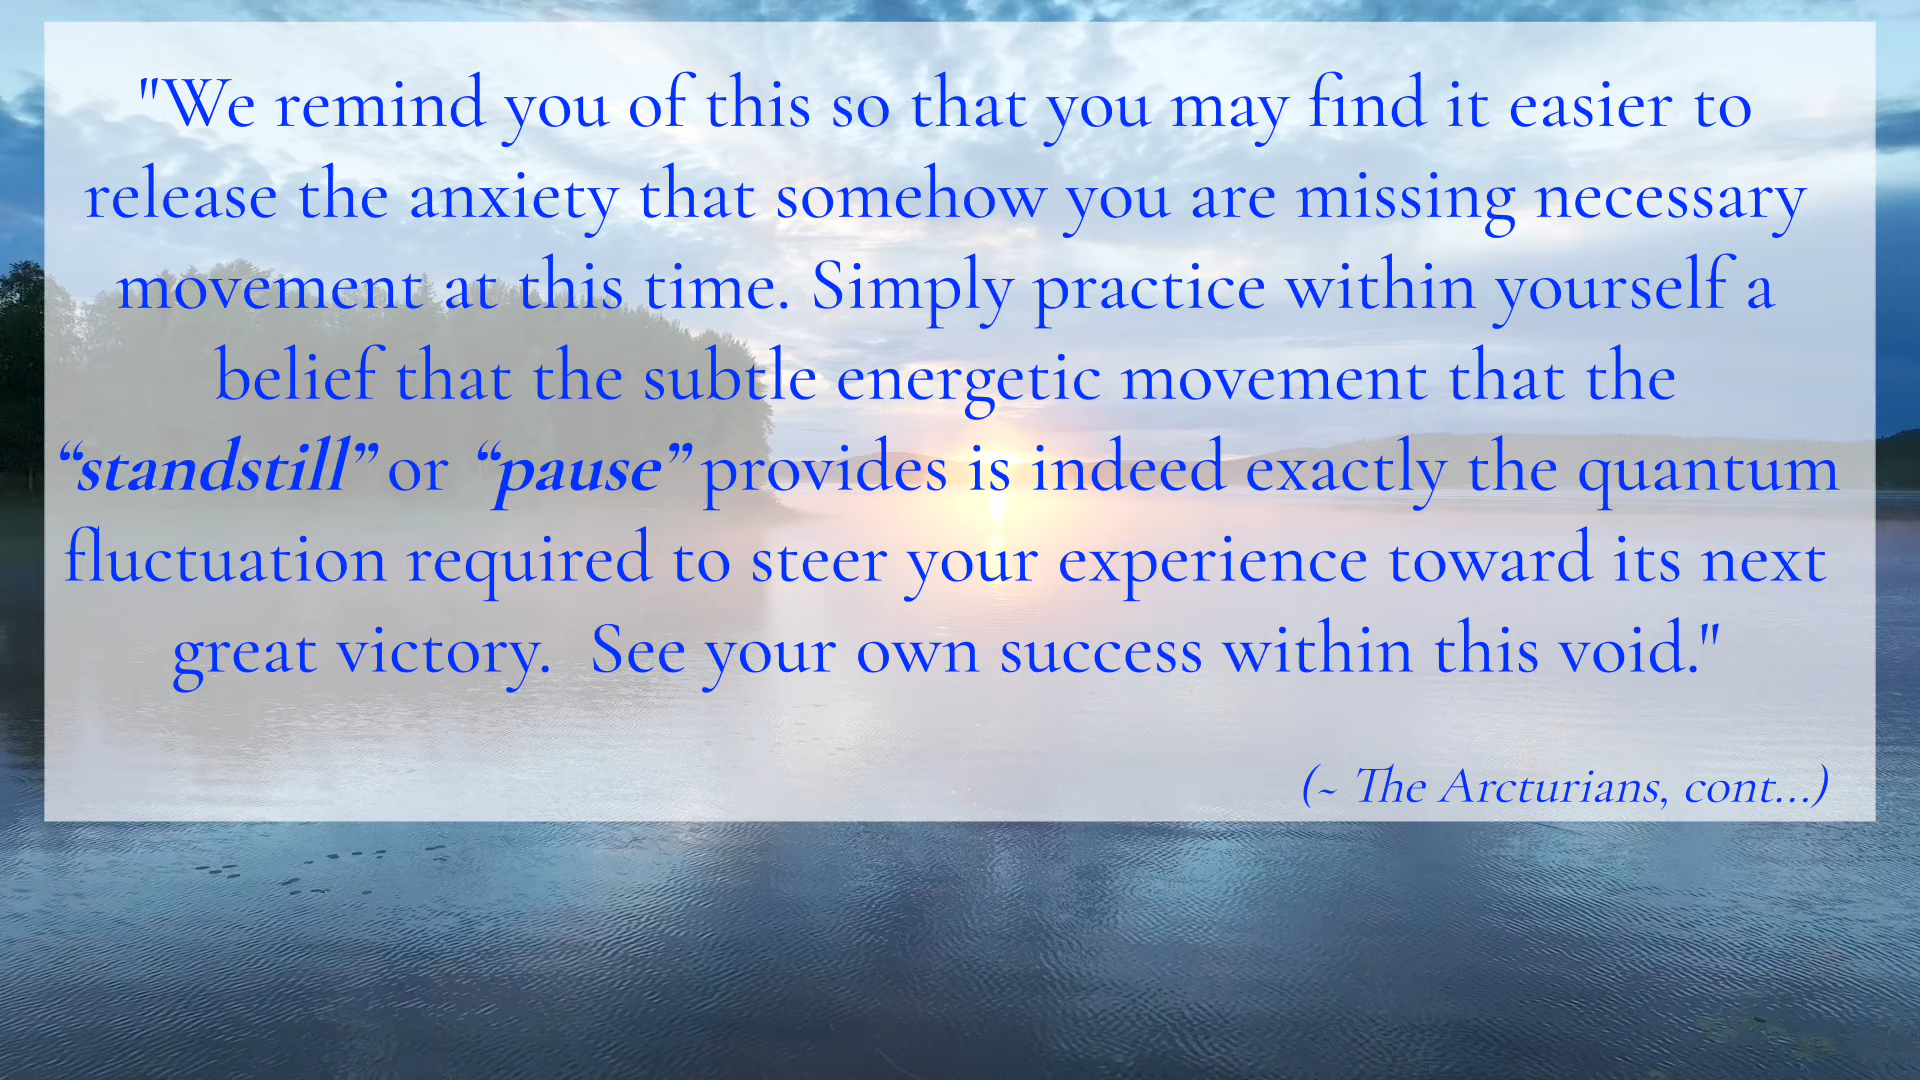 "We remind you of this so that you may find it easier to
release the anxiety that somehow you are missing necessary
movement at this time. Simply practice within yourself a
belief that the subtle energetic movement that the
“standstill” or “pause” provides is indeed exactly the quantum
fluctuation required to steer your experience toward its next
great victory.  See your own success within this void."
(~ The Arcturians, cont...)